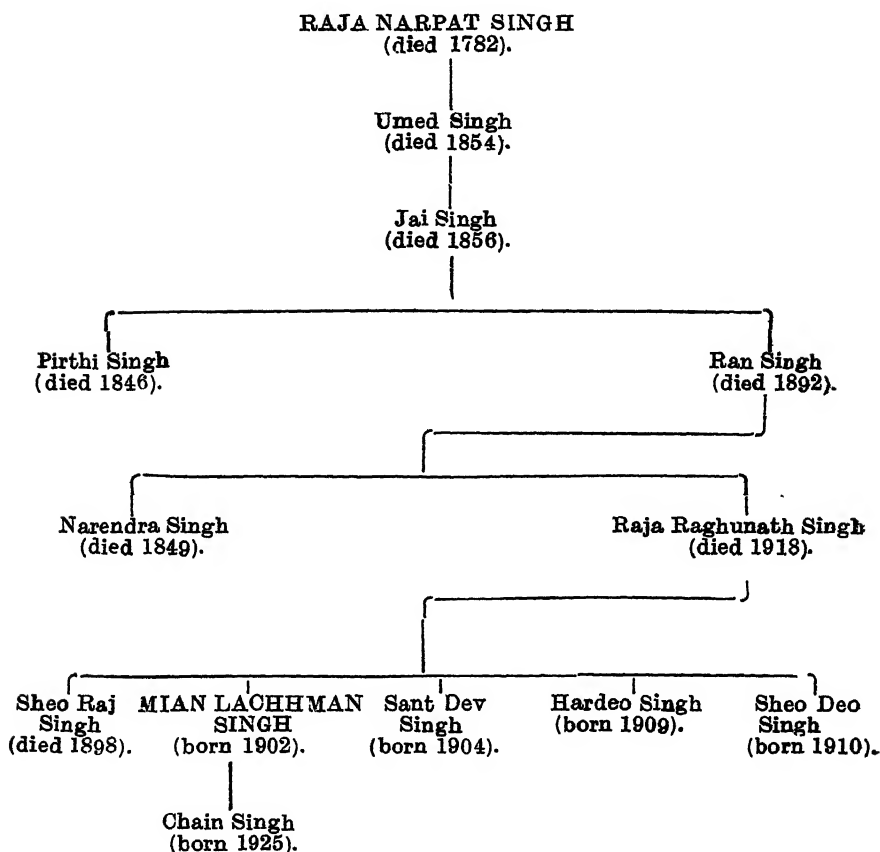 RAJA NARPAT SINGH
(died 1782).
Umed Singh
(died 1854).
Jai Singh
(died 1856).
Pirthi Singh
(died 1846).
Ran Singh
(died 1892).
Narendra Singh
(died 1849).
Raja Raghunath Singh
(died 1918).
Sheo Raj
Singh
(died 1898).
MIAN LACHHMAN
SINGH
(born 1902).
Sant Dev
Singh
(born 1904).
Hardeo Singh
(born 1909).
Sheo Deo
Singh
(born 1910).
Chain Singh
(born 1925).